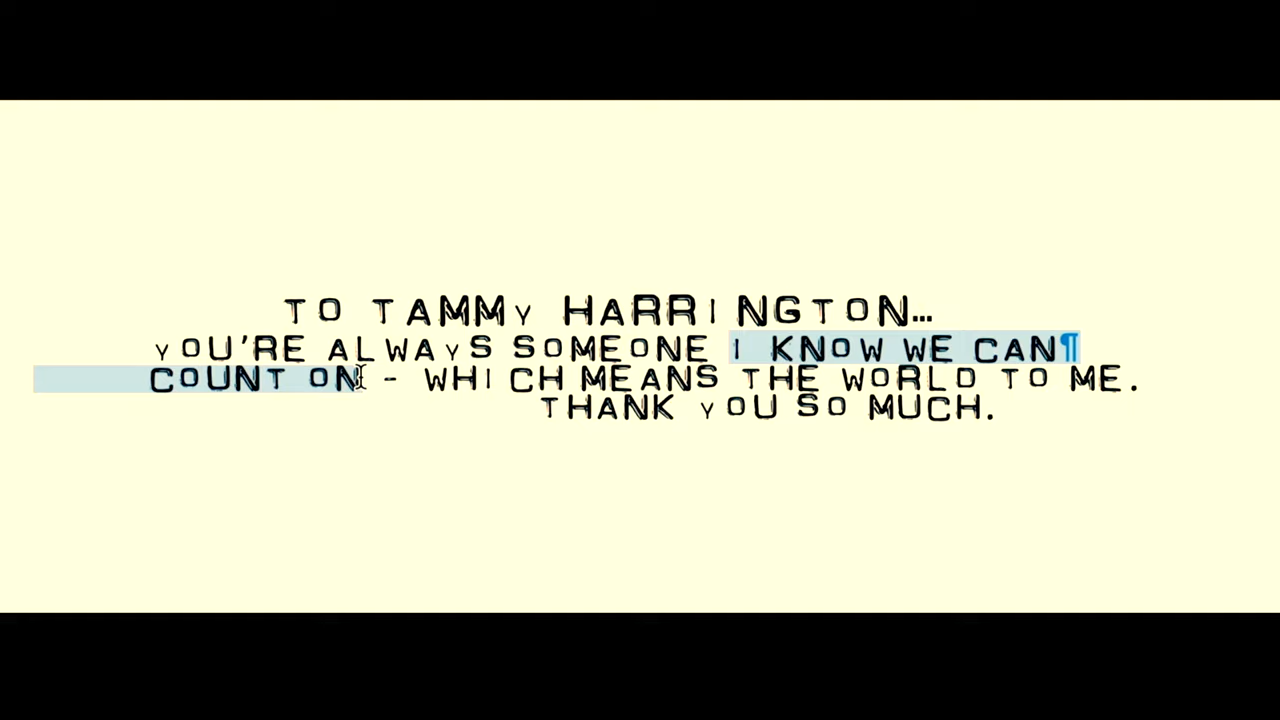 TO TAMMY HARRINGTON…
YOU'RE ALWAYS SOMEONE I KNOW WE CAN¶
COUNT ON - WHICH MEANS THE WORLD TO ME.
THANK YOU SO MUCH.